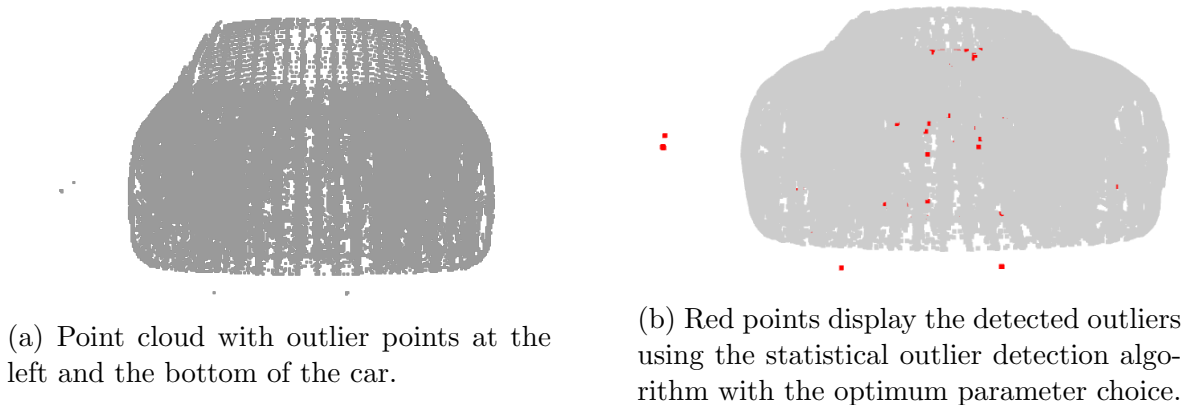 (a) Point cloud with outlier points at the
left and the bottom of the car.
(b) Red points display the detected outliers
using the statistical outlier detection algo-
rithm with the optimum parameter choice.